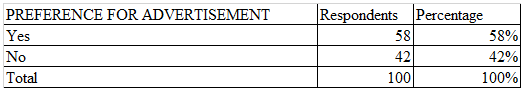 PREFERENCE FOR ADVERTISEMENT Respondents Percentage
Yes 58 58%
No 42 42%
Total 100 100%